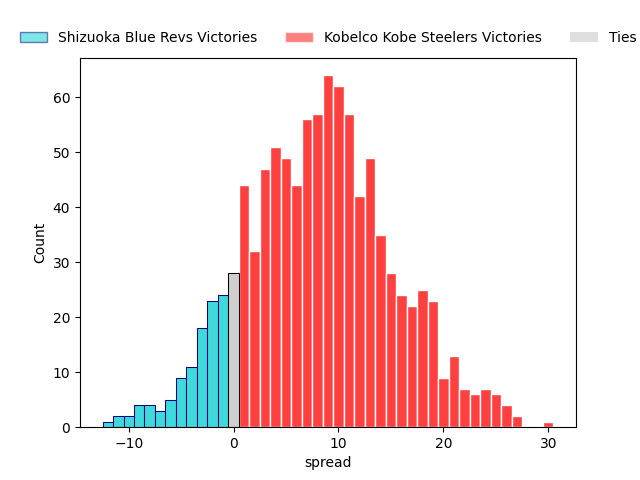 Shizuoka Blue Revs Victories Kobelco Kobe Steelers Victories Ties
60
50
40
30
20
10
0
Count
−10 0 10 20 30
spread